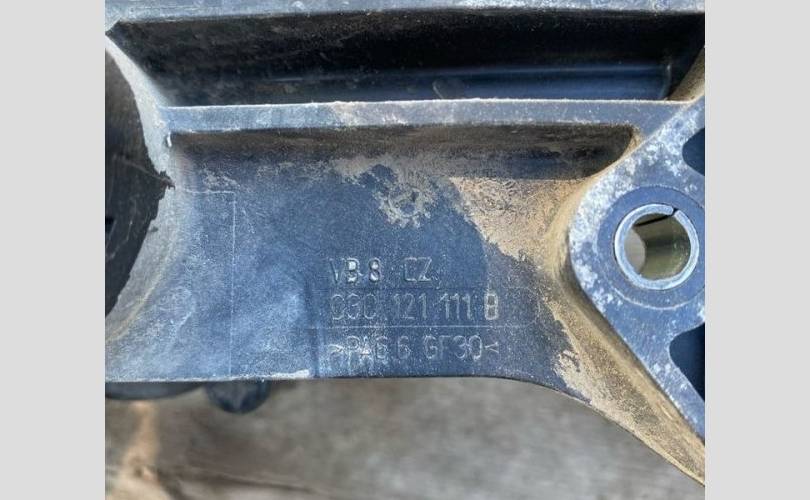 VB 8 CZ
03C 121 111 B
>PA6.6 GF30<